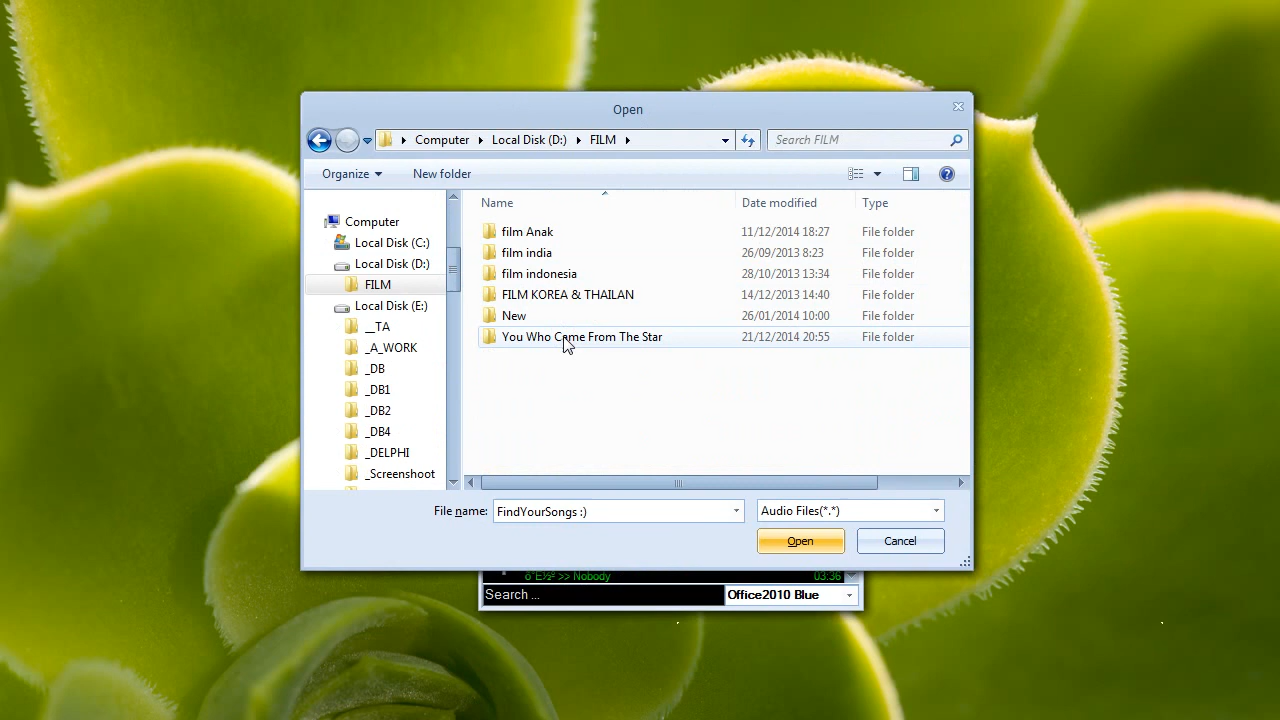 Open
Computer Local Disk (D:) FILM
Search FILM
Organize New folder
Name Date modified Type
Computer
Local Disk (C:)
Local Disk (D:)
FILM
Local Disk (E:)
__TA
_A_WORK
_DB
_DB1
_DB2
_DB4
_DELPHI
_Screenshoot
film Anak 11/12/2014 18:27 File folder
film india 26/09/2013 8:23 File folder
film indonesia 28/10/2013 13:34 File folder
FILM KOREA & THAILAN 14/12/2013 14:40 File folder
New 26/01/2014 10:00 File folder
You Who Came From The Star 21/12/2014 20:55 File folder
File name: FindYourSongs :) Audio Files(*.*)
Open Cancel
>> Nobody 03:36
Search ... Office2010 Blue